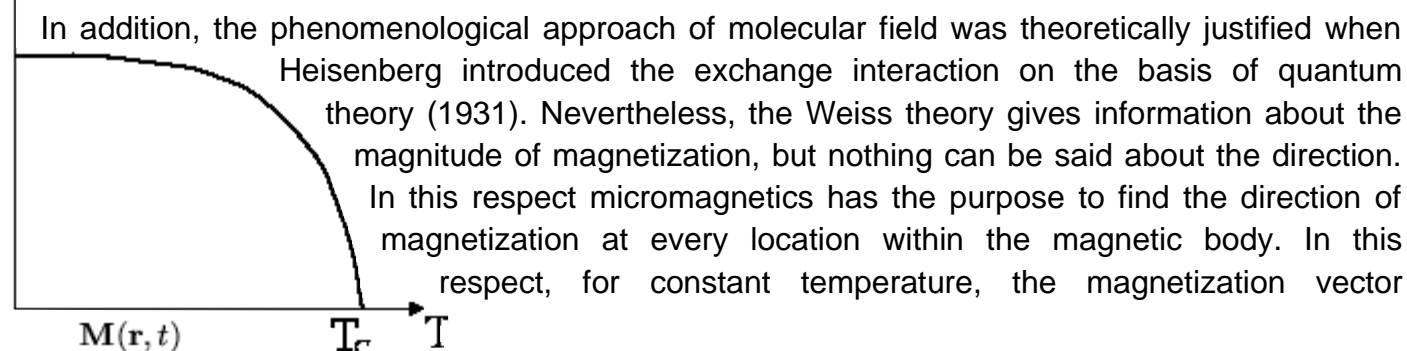 In addition, the phenomenological approach of molecular field was theoretically justified when
Heisenberg introduced the exchange interaction on the basis of quantum
theory (1931). Nevertheless, the Weiss theory gives information about the
magnitude of magnetization, but nothing can be said about the direction.
In this respect micromagnetics has the purpose to find the direction of
magnetization at every location within the magnetic body. In this
respect, for constant temperature, the magnetization vector
M(r, t) T_c T